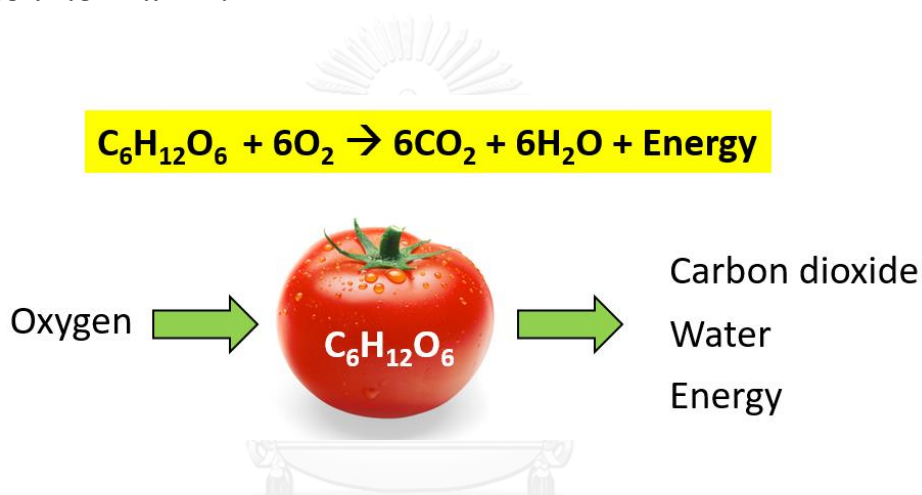 C₆H₁₂O₆ + 6O₂ → 6CO₂ + 6H₂O + Energy
Oxygen
C₆H₁₂O₆
Carbon dioxide
Water
Energy